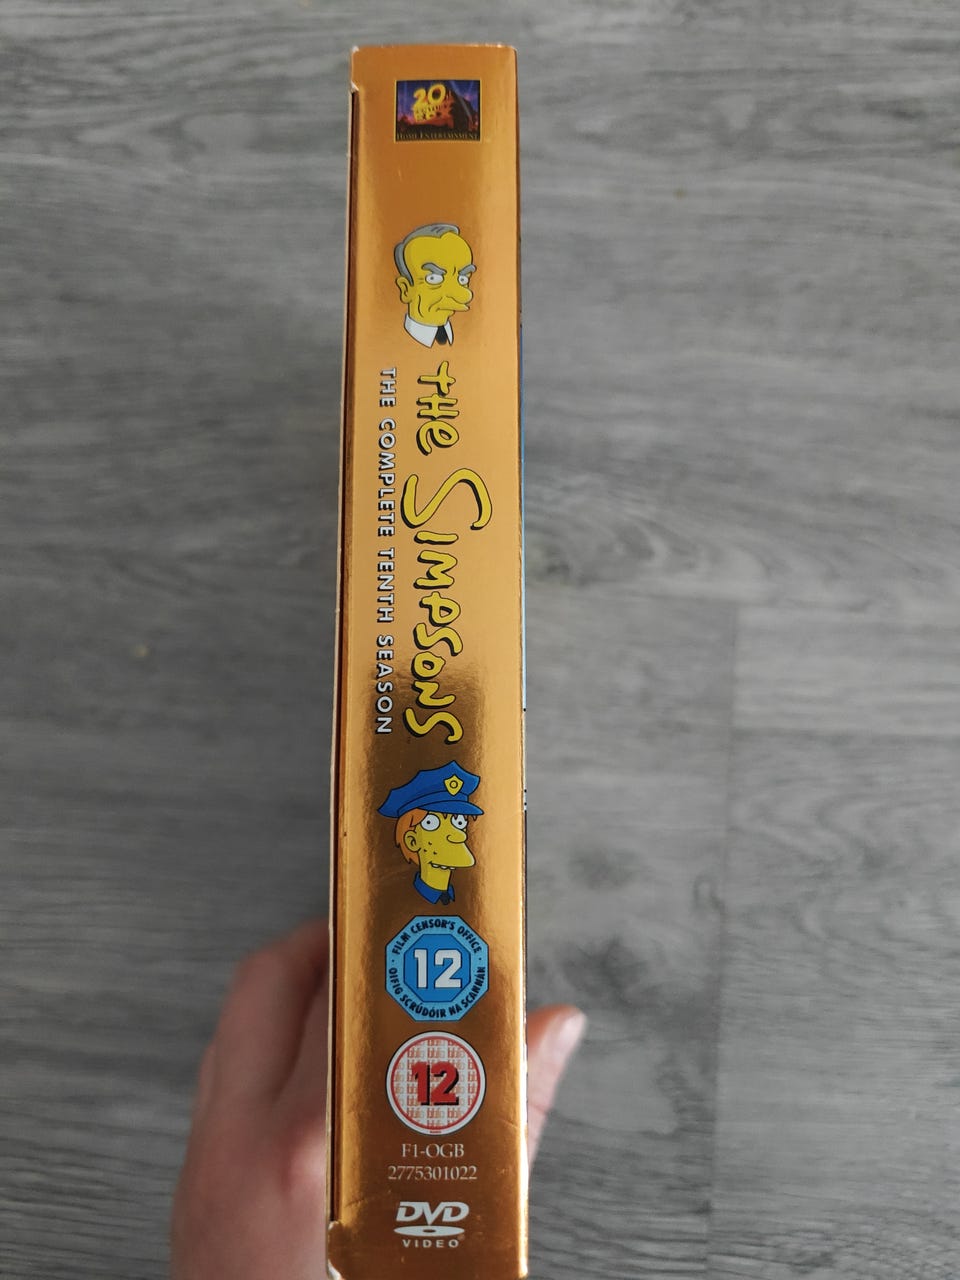 20
CENTURY
FOX
HOME ENTERTAINMENT
THE SIMPSONS
THE COMPLETE TENTH SEASON
FILM CENSOR'S OFFICE
12
OIFIG SCRÚDÓIR NA SCANNÁN
12
F1-OGB
2775301022
DVD
VIDEO